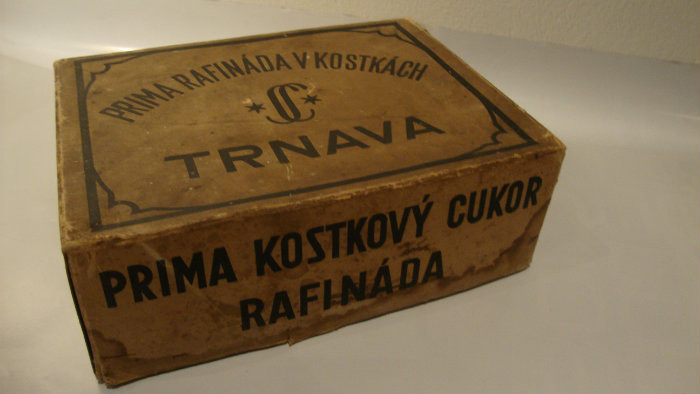 PRIMA RAFINÁDA V KOSTKÁCH
TRNAVA
PRIMA KOSTKOVÝ CUKOR
RAFINÁDA